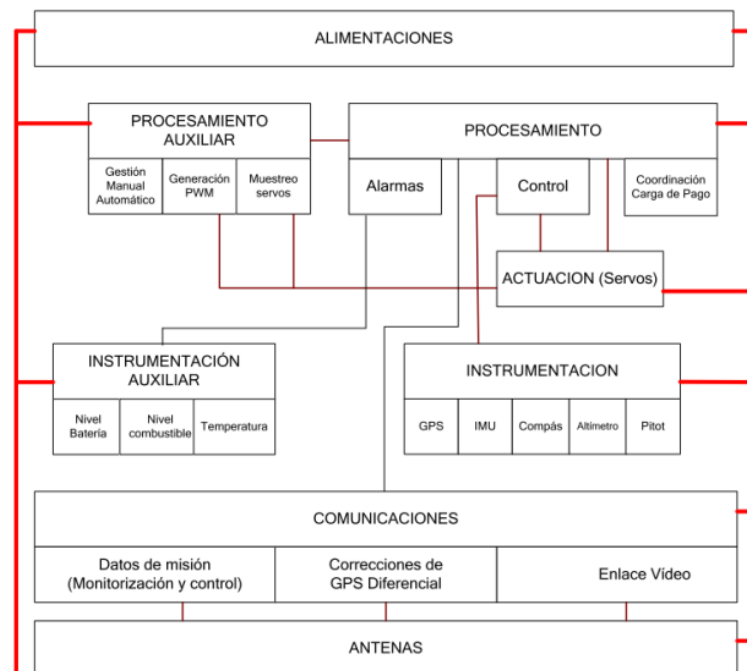 ALIMENTACIONES
PROCESAMIENTO
AUXILIAR
Gestión
Manual
Automático
Generación
PWM
Muestreo
servos
PROCESAMIENTO
Alarmas
Control
Coordinación
Carga de Pago
ACTUACION (Servos)
INSTRUMENTACIÓN
AUXILIAR
Nivel
Batería
Nivel
combustible
Temperatura
INSTRUMENTACION
GPS
IMU
Compás
Altímetro
Pitot
COMUNICACIONES
Datos de misión
(Monitorización y control)
Correcciones de
GPS Diferencial
Enlace Vídeo
ANTENAS